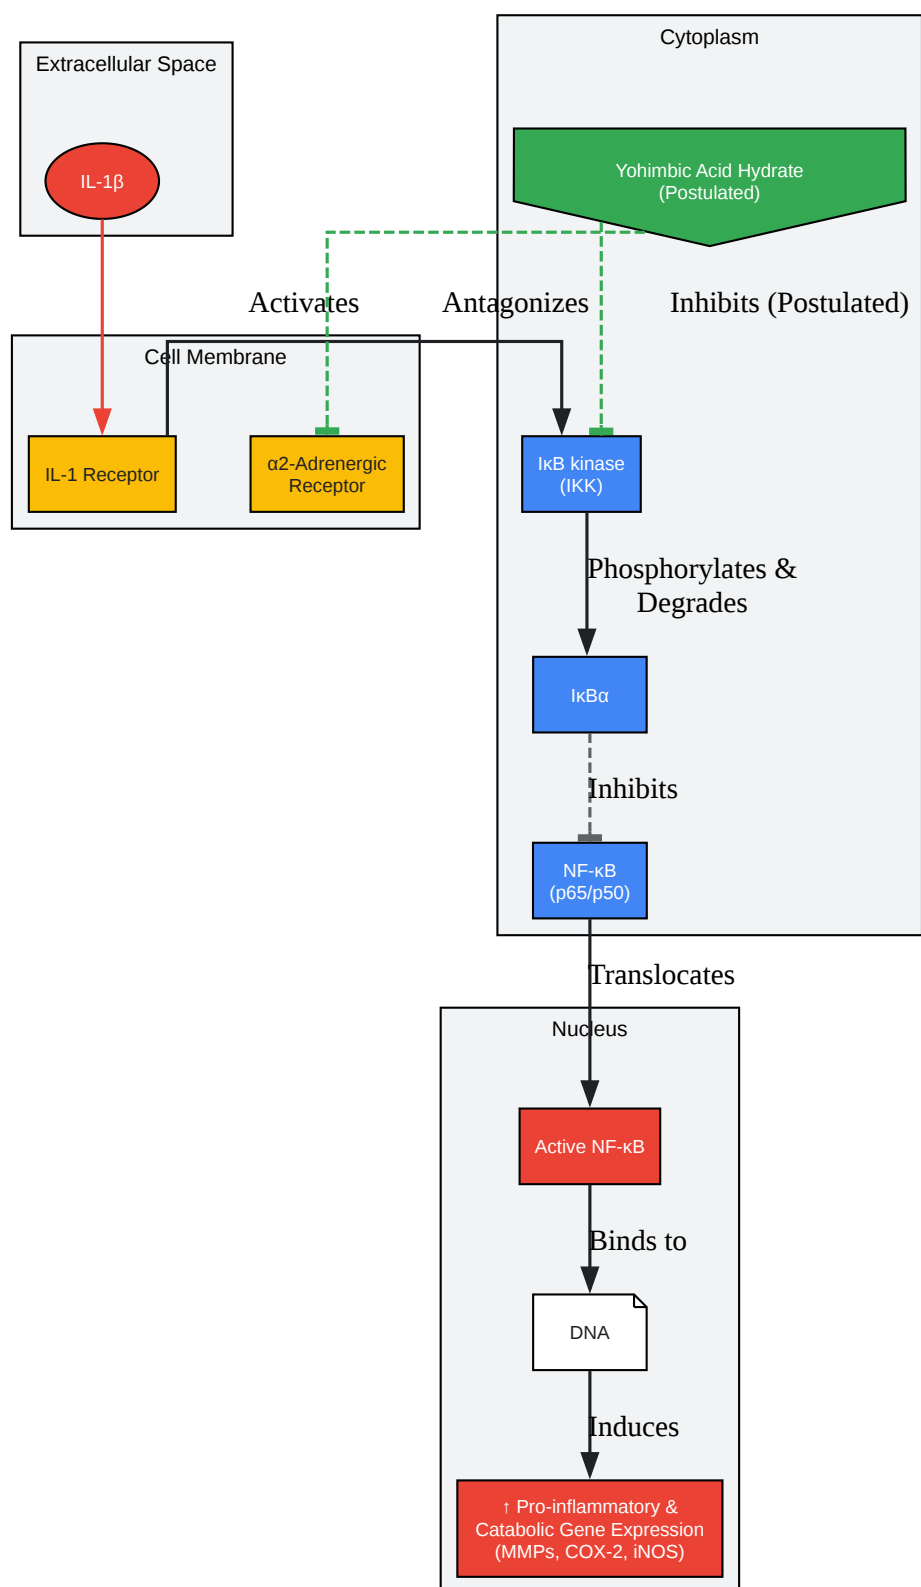 Cytoplasm
Extracellular Space
Yohimbic Acid Hydrate
(Postulated)
IL-1β
Activates
Antagonizes
Inhibits (Postulated)
Cell Membrane
IL-1 Receptor
α2-Adrenergic
Receptor
IκB kinase
(IKK)
Phosphorylates &
Degrades
IκBα
Inhibits
NF-κB
(p65/p50)
Translocates
Nucleus
Active NF-κB
Binds to
DNA
Induces
↑ Pro-inflammatory &
Catabolic Gene Expression
(MMPs, COX-2, iNOS)